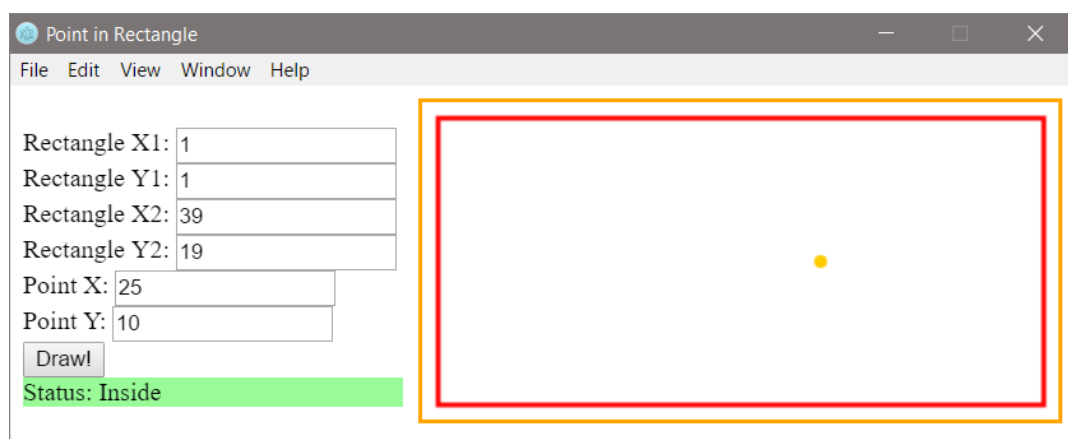 Point in Rectangle
File Edit View Window Help
Rectangle X1: 1
Rectangle Y1: 1
Rectangle X2: 39
Rectangle Y2: 19
Point X: 25
Point Y: 10
Draw!
Status: Inside